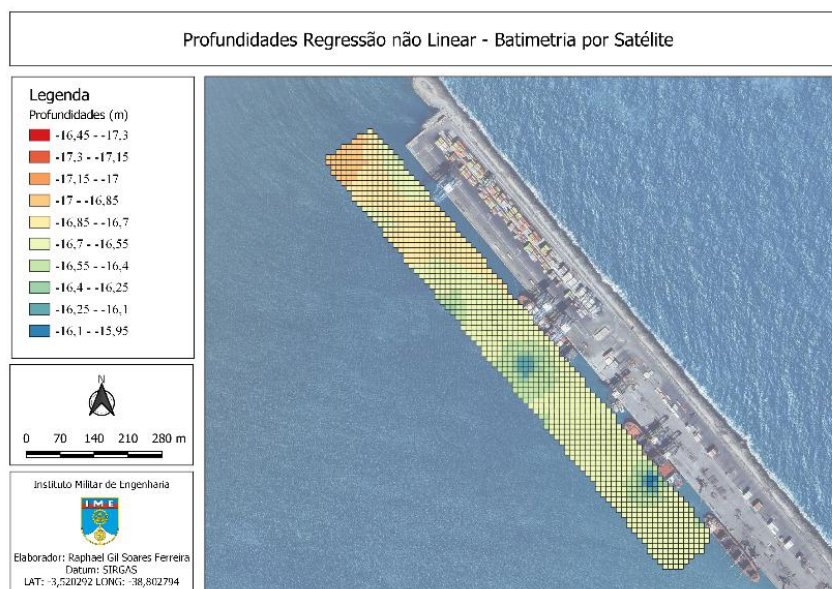 Profundidades Regressão não Linear - Batimetria por Satélite
Legenda
Profundidades (m)
-16,45 - -17,3
-17,3 - -17,15
-17,15 - -17
-17 - -16,85
-16,85 - -16,7
-16,7 - -16,55
-16,55 - -16,4
-16,4 - -16,25
-16,25 - -16,1
-16,1 - -15,95
N
0 70 140 210 280 m
Instituto Militar de Engenharia
I M E
Elaborador: Raphael Gil Soares Ferreira
Datum: SIRGAS
LAT: -3,520292 LONG: -38,802794